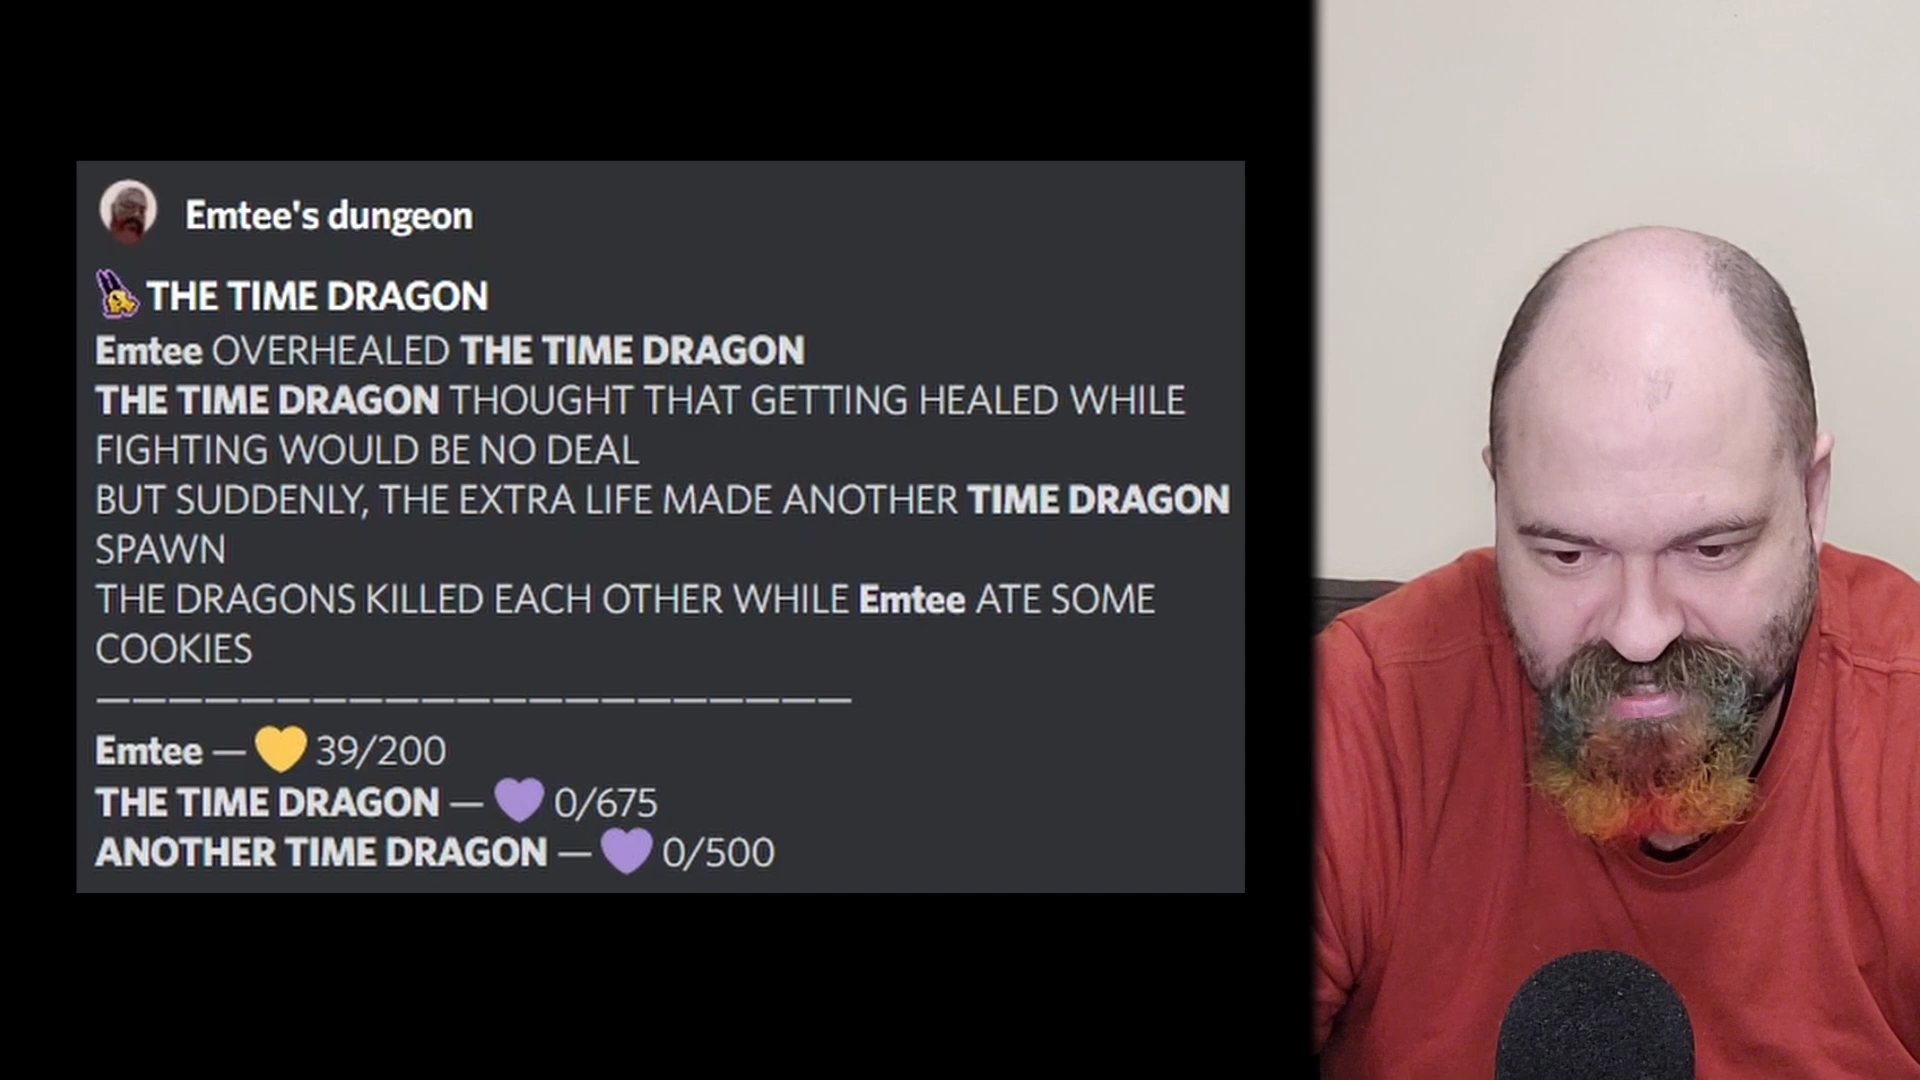 Emtee's dungeon
THE TIME DRAGON
Emtee OVERHEALED THE TIME DRAGON
THE TIME DRAGON THOUGHT THAT GETTING HEALED WHILE
FIGHTING WOULD BE NO DEAL
BUT SUDDENLY, THE EXTRA LIFE MADE ANOTHER TIME DRAGON
SPAWN
THE DRAGONS KILLED EACH OTHER WHILE Emtee ATE SOME
COOKIES
—————————————————————
Emtee — 💛 39/200
THE TIME DRAGON — 💜 0/675
ANOTHER TIME DRAGON — 💜 0/500